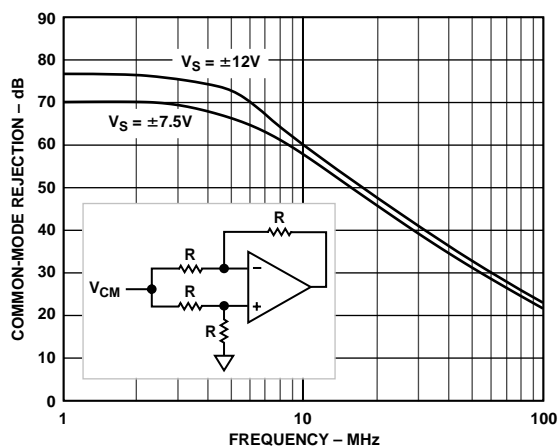 COMMON-MODE REJECTION – dB
90
80
70
60
50
40
30
20
10
0
V_S = ±12V
V_S = ±7.5V
R
R
V_CM
R
R
−
+
1
10
100
FREQUENCY – MHz